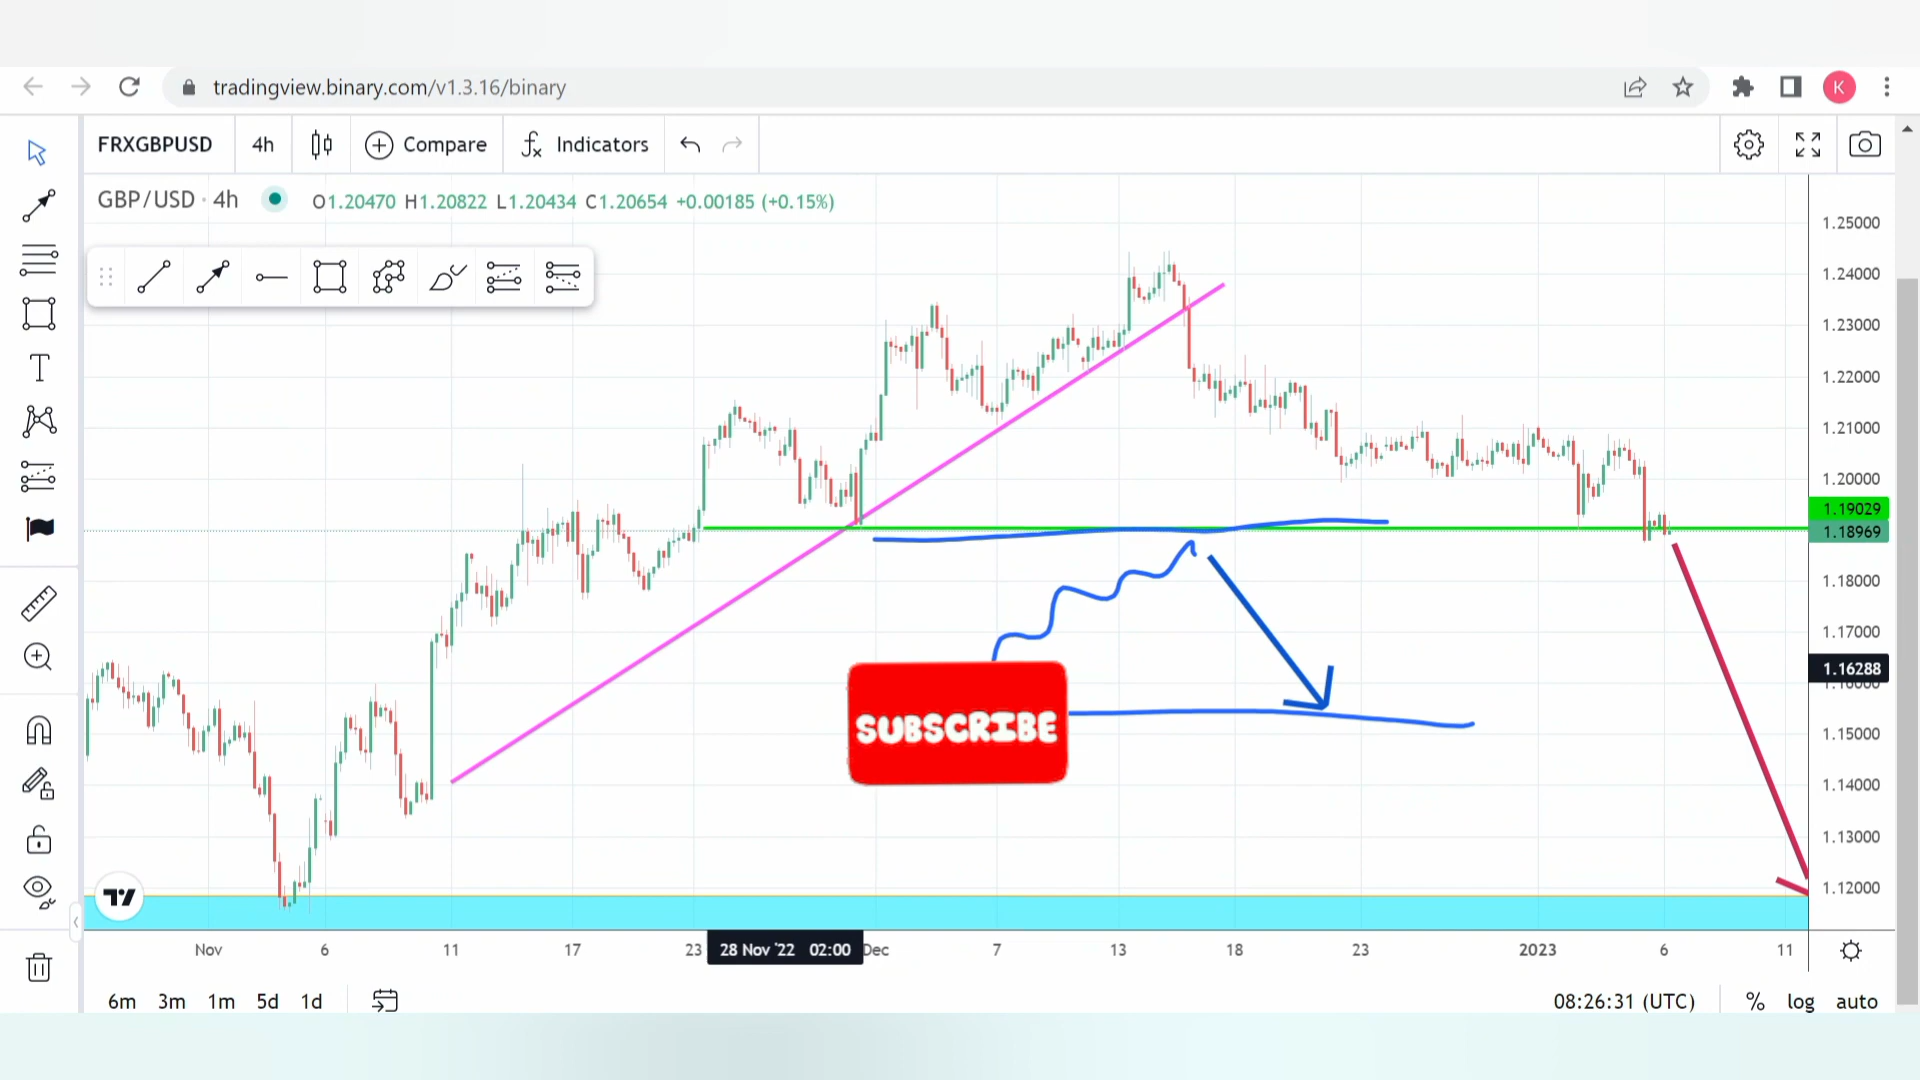 tradingview.binary.com/v1.3.16/binary
K
FRXGBPUSD 4h Compare fx Indicators
GBP/USD · 4h O1.20470 H1.20822 L1.20434 C1.20654 +0.00185 (+0.15%)
T
1.25000
1.24000
1.23000
1.22000
1.21000
1.20000
1.19029
1.18969
1.18000
1.17000
1.16288
1.16000
1.15000
1.14000
1.13000
1.12000
SUBSCRIBE
Nov 6 11 17 23 28 Nov '22 02:00 Dec 7 13 18 23 2023 6 11
6m 3m 1m 5d 1d 08:26:31 (UTC) % log auto